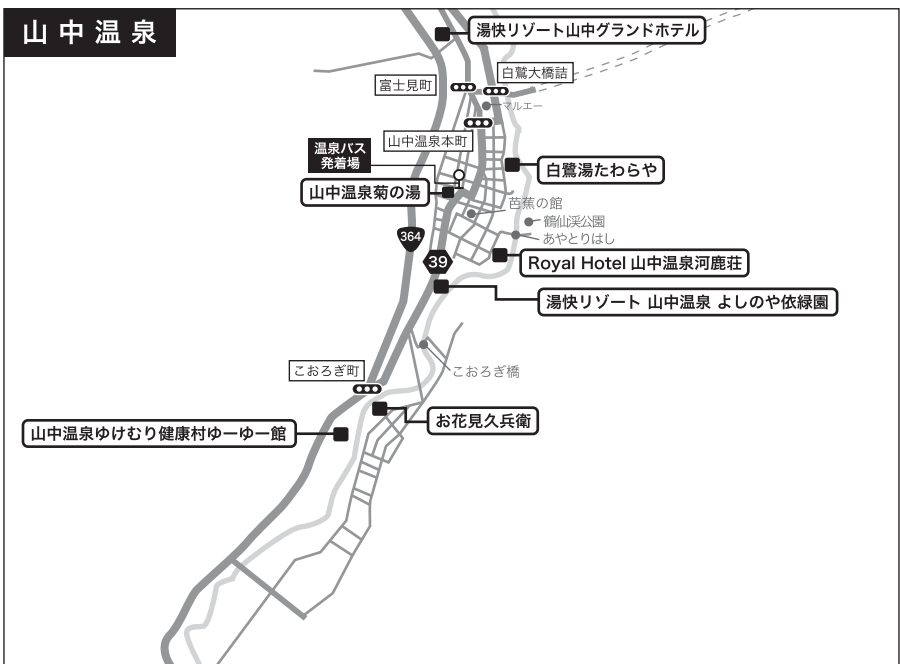 山中温泉
湯快リゾート山中グランドホテル
白鷲大橋詰
富士見町
マルエー
山中温泉本町
温泉バス
発着場
白鷺湯たわらや
山中温泉菊の湯
芭蕉の館
鶴仙渓公園
あやとりはし
364
39
Royal Hotel 山中温泉河鹿荘
湯快リゾート 山中温泉 よしのや依緑園
こおろぎ町
こおろぎ橋
お花見久兵衛
山中温泉ゆけむり健康村ゆーゆー館